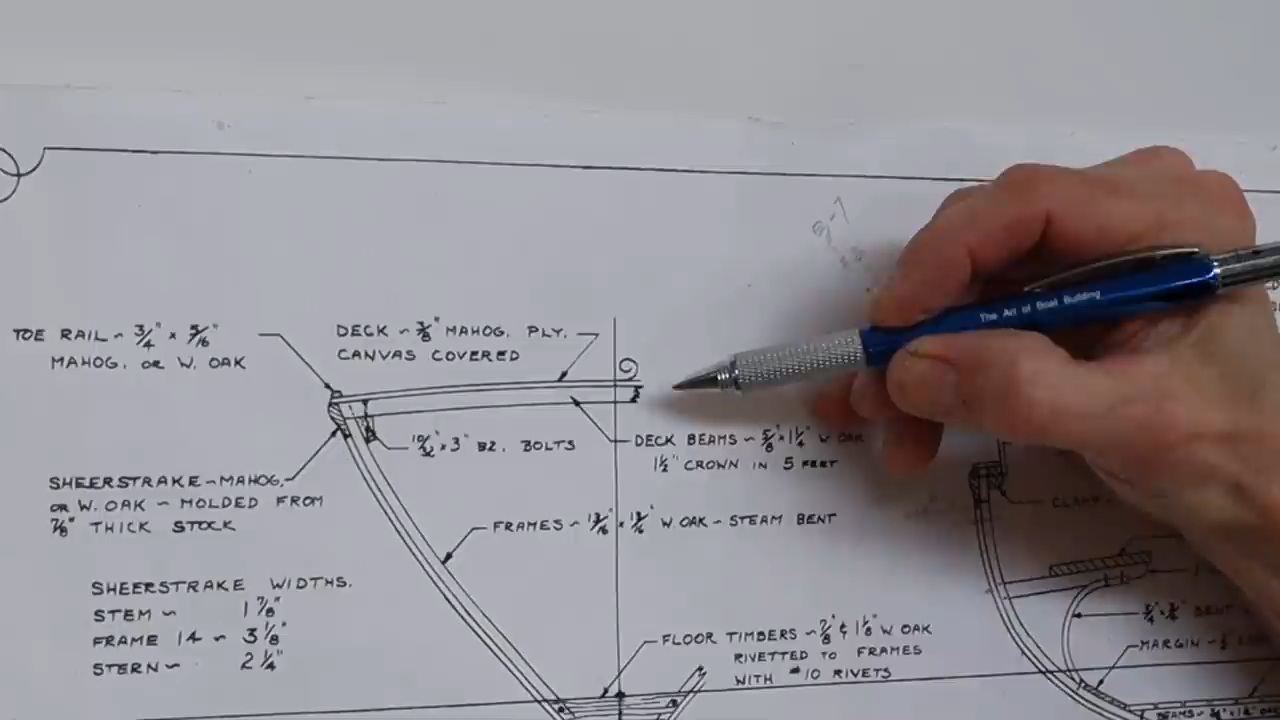 TOE RAIL ~ 3/4" x 5/16"
MAHOG. OR W. OAK
DECK ~ 3/8" MAHOG. PLY.
CANVAS COVERED
The Art of Boat Building
10/32" x 3" BZ. BOLTS
DECK BEAMS ~ 5/8" x 1 1/4" W OAK
1 1/2" CROWN IN 5 FEET
SHEERSTRAKE ~ MAHOG.
OR W. OAK ~ MOLDED FROM
7/8" THICK STOCK
FRAMES ~ 13/16" x 13/16" W OAK ~ STEAM BENT
CLAMP
SHEERSTRAKE WIDTHS.
STEM ~ 1 7/8"
FRAME 14 ~ 3 1/8"
STERN ~ 2 1/4"
FLOOR TIMBERS ~ 7/8" & 1 1/8" W OAK
RIVETTED TO FRAMES
WITH #10 RIVETS
BENT
MARGIN ~
BEAMS ~